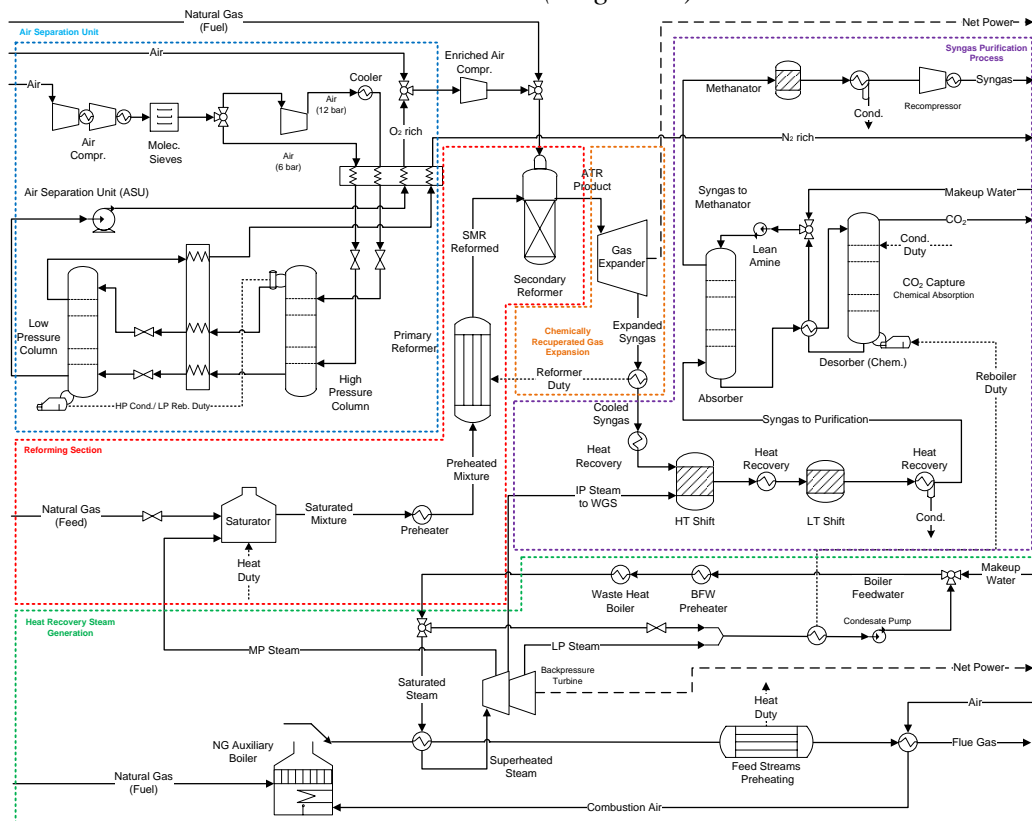 Natural Gas
(Fuel)
Net Power
Air Separation Unit
Air
Enriched Air
Compr.
Syngas Purification
Process
Cooler
Air
Air
(12 bar)
Methanator
Syngas
Recompressor
Cond.
O2 rich
Air
Compr.
Molec.
Sieves
Air
(6 bar)
N2 rich
ATR
Product
Air Separation Unit (ASU)
Syngas to
Methanator
Makeup Water
SMR
Reformed
Lean
Amine
CO2
Cond.
Duty
Gas
Expander
Secondary
Reformer
CO2 Capture
Chemical Absorption
Low
Pressure
Column
Primary
Reformer
Chemically
Recuperated Gas
Expansion
Expanded
Syngas
Desorber (Chem.)
High
Pressure
Column
Reformer
Duty
Reboiler
Duty
HP Cond./ LP Reb. Duty
Absorber
Cooled
Syngas
Syngas to Purification
Reforming Section
Heat
Recovery
Heat
Recovery
Heat
Recovery
Preheated
Mixture
IP Steam
to WGS
Natural Gas
(Feed)
Saturator
Saturated
Mixture
Preheater
HT Shift
LT Shift
Cond.
Heat
Duty
Makeup
Water
Waste Heat
Boiler
BFW
Preheater
Boiler
Feedwater
Heat Recovery Steam
Generation
Condesate Pump
MP Steam
LP Steam
Backpressure
Turbine
Net Power
Saturated
Steam
Heat
Duty
Air
NG Auxiliary
Boiler
Flue Gas
Superheated
Steam
Feed Streams
Preheating
Natural Gas
(Fuel)
Combustion Air